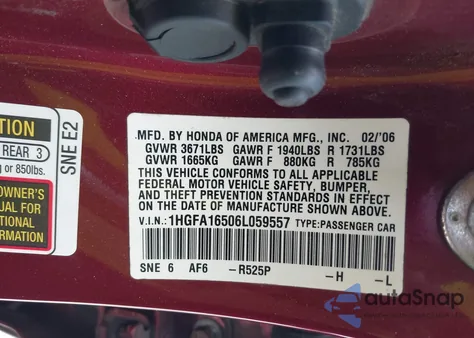 TION
REAR 3
g or 850lbs.
OWNER'S
UAL FOR
TIONAL
ORMATION
SNE E2
MFD. BY HONDA OF AMERICA MFG., INC. 02/'06
GVWR 3671LBS GAWR F 1940LBS R 1731LBS
GVWR 1665KG GAWR F 880KG R 785KG
THIS VEHICLE CONFORMS TO ALL APPLICABLE
FEDERAL MOTOR VEHICLE SAFETY, BUMPER,
AND THEFT PREVENTION STANDARDS IN EFFECT
ON THE DATE OF MANUFACTURE SHOWN ABOVE.
V.I.N.: 1HGFA16506L059557 TYPE:PASSENGER CAR
SNE 6 AF6 -R525P -H -L
autoSnap